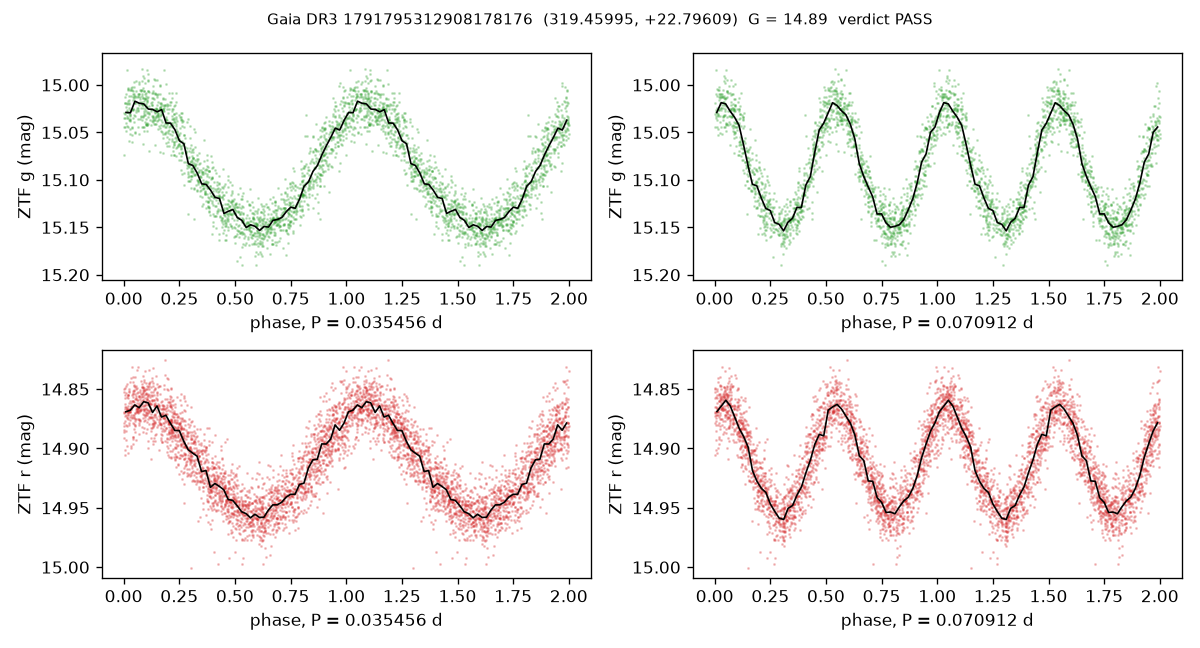 Gaia DR3 1791795312908178176  (319.45995, +22.79609)  G = 14.89  verdict PASS
ZTF g (mag)
15.00
15.05
15.10
15.15
15.20
0.00 0.25 0.50 0.75 1.00 1.25 1.50 1.75 2.00
phase, P = 0.035456 d
ZTF g (mag)
15.00
15.05
15.10
15.15
15.20
0.00 0.25 0.50 0.75 1.00 1.25 1.50 1.75 2.00
phase, P = 0.070912 d
ZTF r (mag)
14.85
14.90
14.95
15.00
0.00 0.25 0.50 0.75 1.00 1.25 1.50 1.75 2.00
phase, P = 0.035456 d
ZTF r (mag)
14.85
14.90
14.95
15.00
0.00 0.25 0.50 0.75 1.00 1.25 1.50 1.75 2.00
phase, P = 0.070912 d